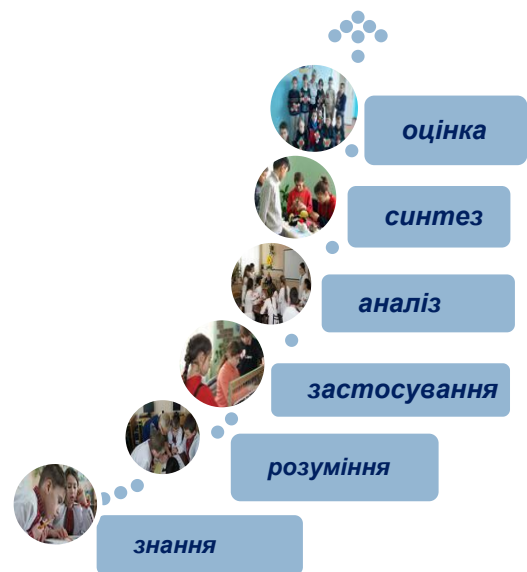 оцінка
синтез
аналіз
застосування
розуміння
знання